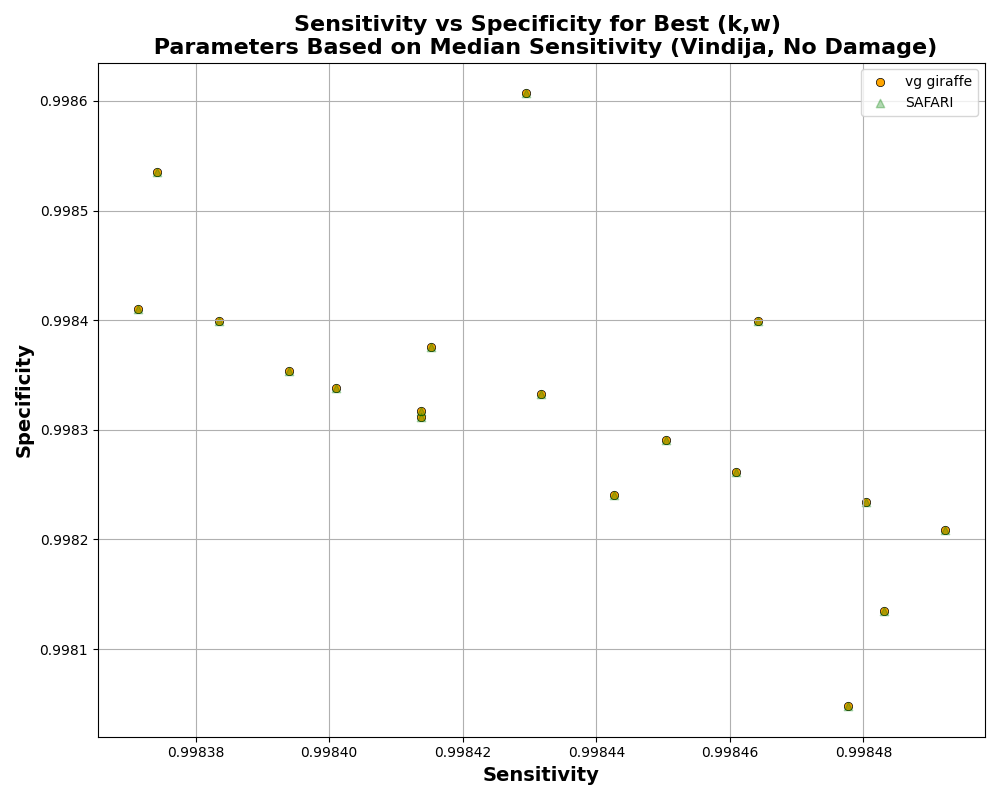 Sensitivity vs Specificity for Best (k,w)
Parameters Based on Median Sensitivity (Vindija, No Damage)
vg giraffe
SAFARI
0.9986
0.9985
0.9984
0.9983
0.9982
0.9981
Specificity
0.99838
0.99840
0.99842
0.99844
0.99846
0.99848
Sensitivity